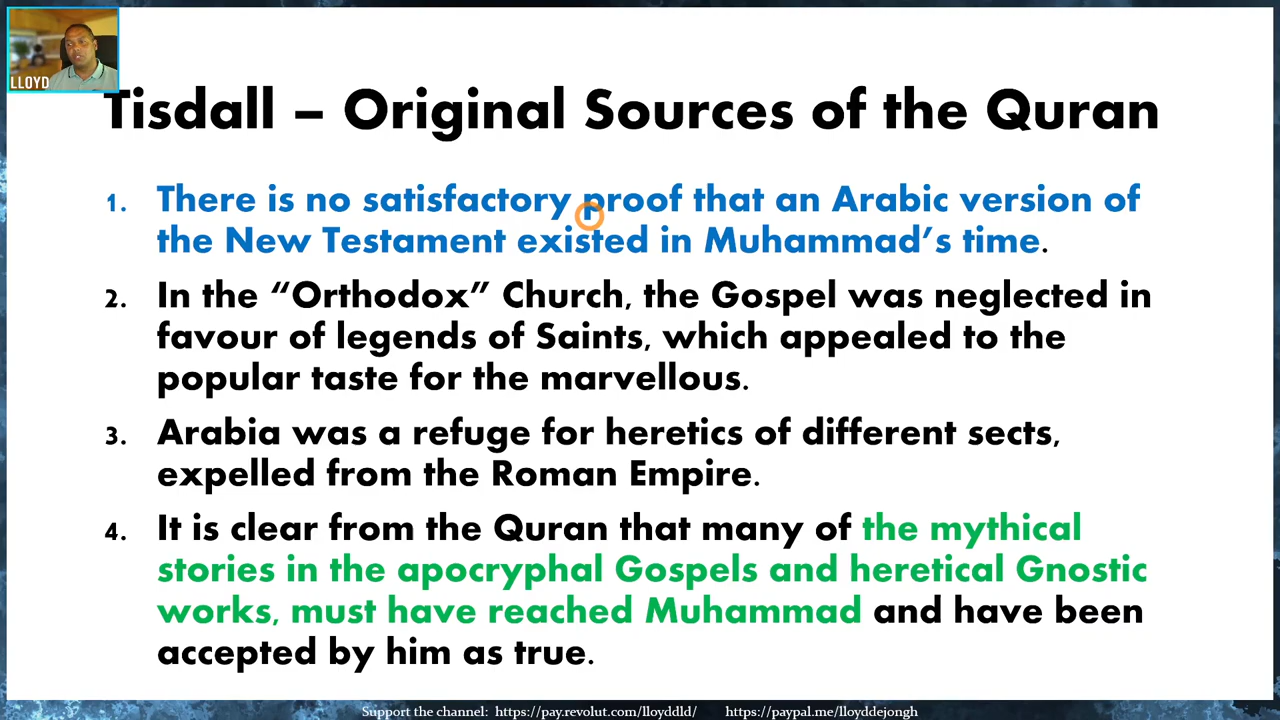 LLOYD
Tisdall – Original Sources of the Quran
1. There is no satisfactory proof that an Arabic version of
the New Testament existed in Muhammad’s time.
2. In the “Orthodox” Church, the Gospel was neglected in
favour of legends of Saints, which appealed to the
popular taste for the marvellous.
3. Arabia was a refuge for heretics of different sects,
expelled from the Roman Empire.
4. It is clear from the Quran that many of the mythical
stories in the apocryphal Gospels and heretical Gnostic
works, must have reached Muhammad and have been
accepted by him as true.
Support the channel: https://pay.revolut.com/lloyddld/ https://paypal.me/lloyddejongh